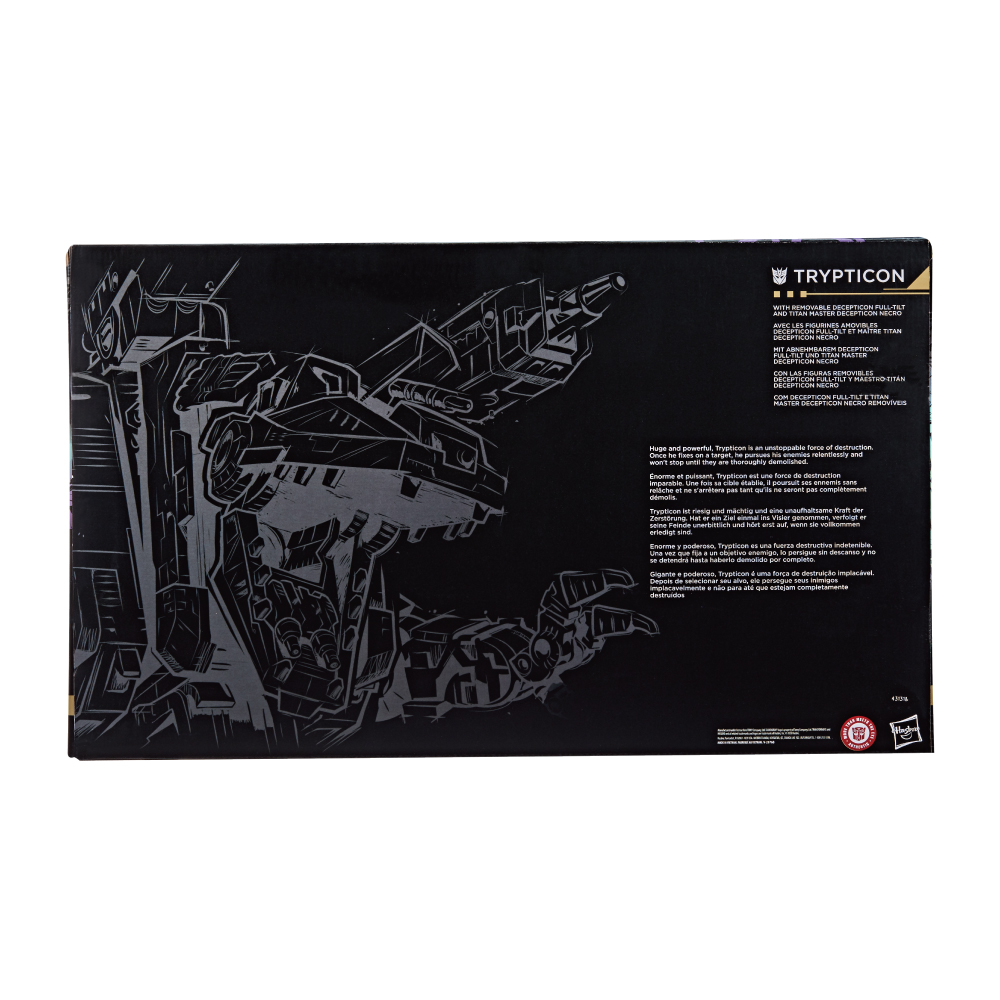 TRYPTICON
WITH REMOVABLE DECEPTICON FULL-TILT
AND TITAN MASTER DECEPTICON NECRO
AVEC LES FIGURINES AMOVIBLES
DECEPTICON FULL-TILT ET MAÎTRE TITAN
DECEPTICON NECRO
MIT ABNEHMBAREM DECEPTICON
FULL-TILT UND TITAN MASTER
DECEPTICON NECRO
CON LAS FIGURAS REMOVIBLES
DECEPTICON FULL-TILT Y MAESTRO-TITÁN
DECEPTICON NECRO
COM DECEPTICON FULL-TILT E TITAN
MASTER DECEPTICON NECRO REMOVÍVEIS
Huge and powerful, Trypticon is an unstoppable force of destruction.
Once he fixes on a target, he pursues his enemies relentlessly and
won't stop until they are thoroughly demolished.
Énorme et puissant, Trypticon est une force de destruction
imparable. Une fois sa cible établie, il poursuit ses ennemis sans
relâche et ne s'arrêtera pas tant qu'ils ne seront pas complètement
démolis.
Trypticon ist riesig und mächtig und eine unaufhaltsame Kraft der
Zerstörung. Hat er ein Ziel einmal ins Visier genommen, verfolgt er
seine Feinde unerbittlich und hört erst auf, wenn sie vollkommen
erledigt sind.
Enorme y poderoso, Trypticon es una fuerza destructiva indetenible.
Una vez que fija a un objetivo enemigo, lo persigue sin descanso y no
se detendrá hasta haberlo demolido por completo.
Gigante e poderoso, Trypticon é uma força de destruição implacável.
Depois de selecionar seu alvo, ele persegue seus inimigos
implacavelmente e não para até que estejam completamente
destruídos
431318
MORE THAN MEETS THE EYE
AUTHENTIC
Hasbro